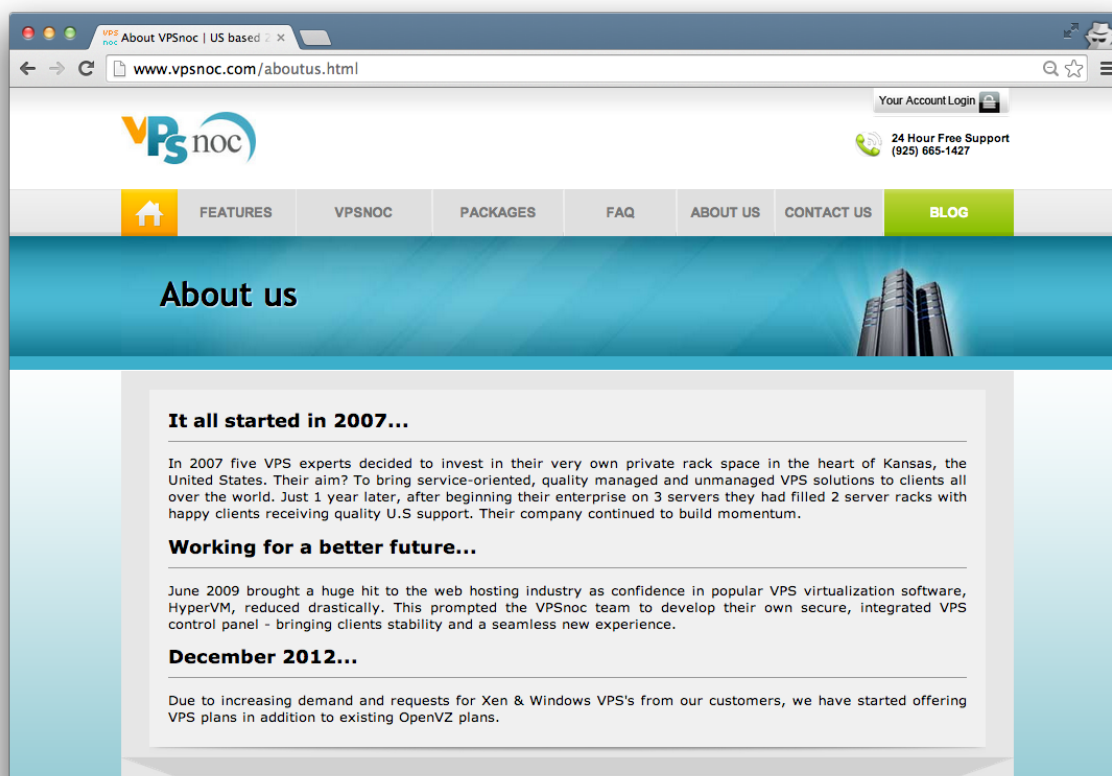 VPS noc About VPSnoc | US based 2
www.vpsnoc.com/aboutus.html
Your Account Login
VPS noc
24 Hour Free Support
(925) 665-1427
FEATURES VPSNOC PACKAGES FAQ ABOUT US CONTACT US BLOG
About us
It all started in 2007...
In 2007 five VPS experts decided to invest in their very own private rack space in the heart of Kansas, the
United States. Their aim? To bring service-oriented, quality managed and unmanaged VPS solutions to clients all
over the world. Just 1 year later, after beginning their enterprise on 3 servers they had filled 2 server racks with
happy clients receiving quality U.S support. Their company continued to build momentum.
Working for a better future...
June 2009 brought a huge hit to the web hosting industry as confidence in popular VPS virtualization software,
HyperVM, reduced drastically. This prompted the VPSnoc team to develop their own secure, integrated VPS
control panel - bringing clients stability and a seamless new experience.
December 2012...
Due to increasing demand and requests for Xen & Windows VPS's from our customers, we have started offering
VPS plans in addition to existing OpenVZ plans.